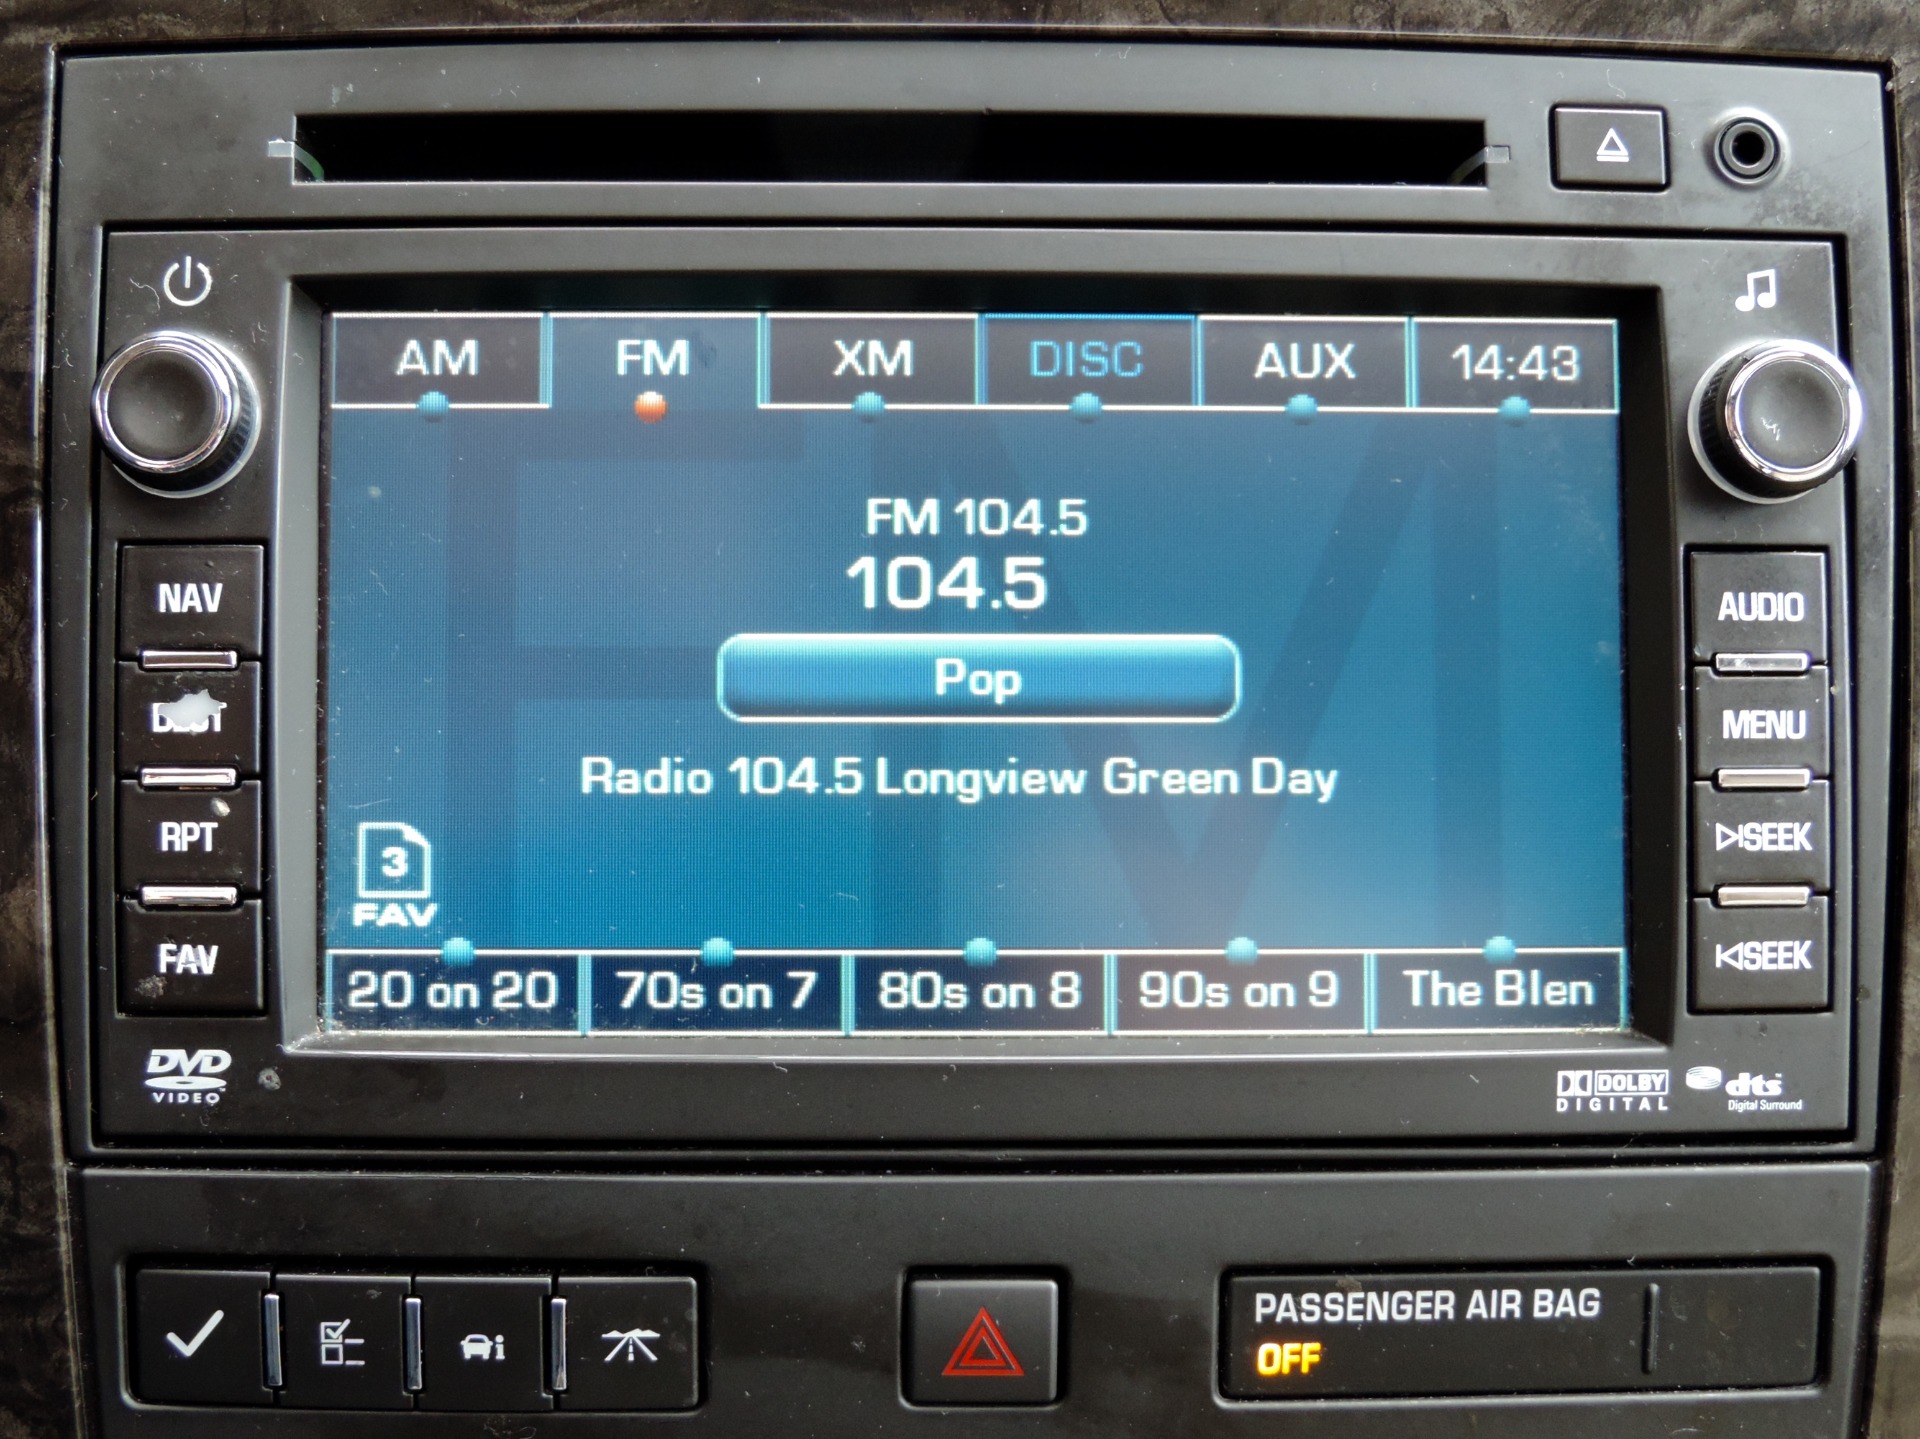 AM FM XM DISC AUX 14:43
FM 104.5
104.5
Pop
Radio 104.5 Longview Green Day
3
FAV
20 on 20 70s on 7 80s on 8 90s on 9 The Blen
NAV
RPT
FAV
AUDIO
MENU
SEEK
SEEK
DVD
VIDEO
DOLBY
DIGITAL
dts
Digital Surround
i
PASSENGER AIR BAG
OFF